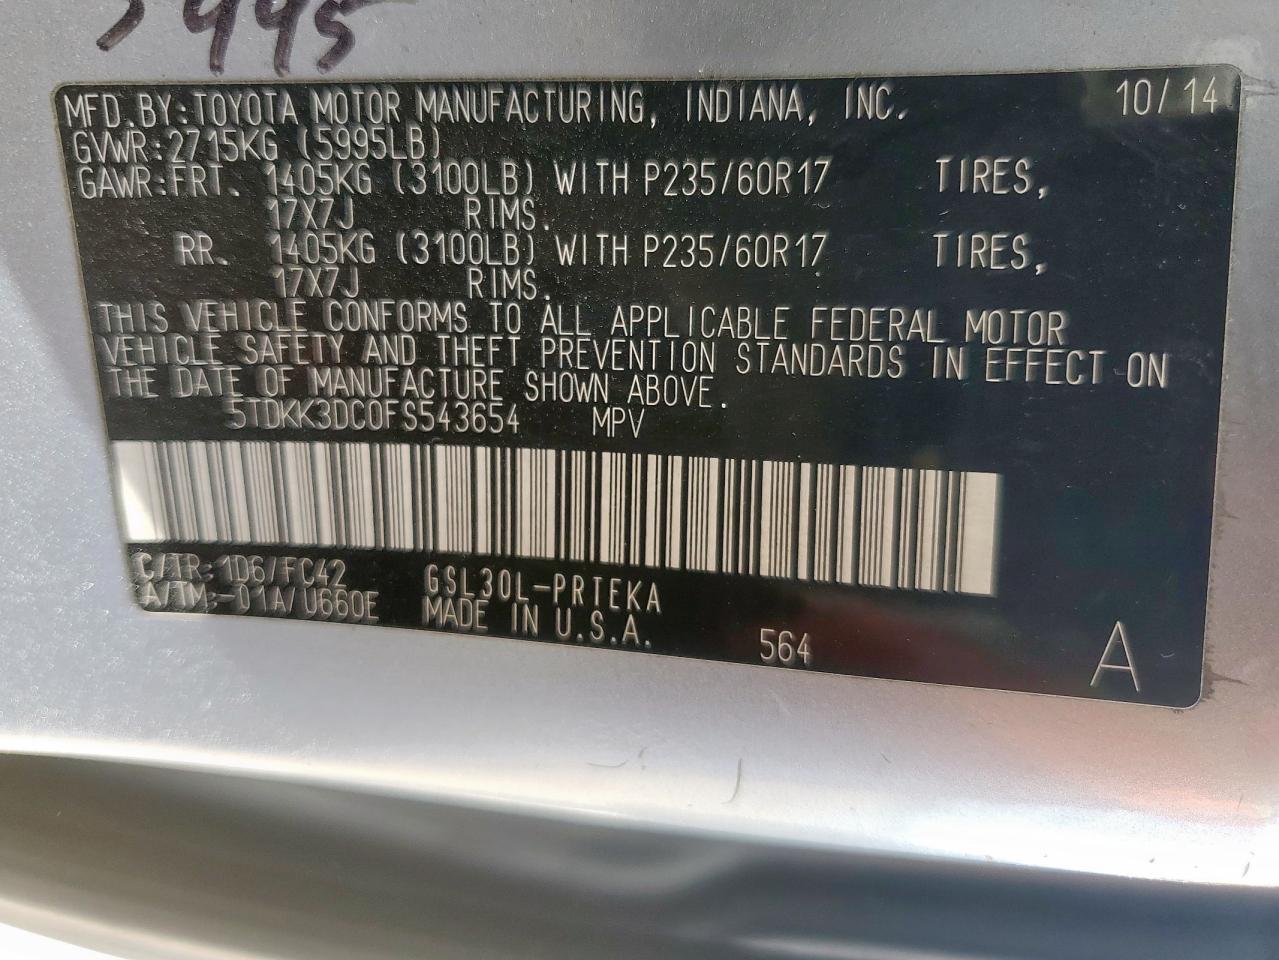 5995
MFD. BY: TOYOTA MOTOR MANUFACTURING, INDIANA, INC. 10/14
GVWR: 2715KG (5995LB)
GAWR: FRT. 1405KG (3100LB) WITH P235/60R17 TIRES,
17X7J RIMS.
RR. 1405KG (3100LB) WITH P235/60R17 TIRES,
17X7J RIMS.
THIS VEHICLE CONFORMS TO ALL APPLICABLE FEDERAL MOTOR
VEHICLE SAFETY AND THEFT PREVENTION STANDARDS IN EFFECT ON
THE DATE OF MANUFACTURE SHOWN ABOVE.
5TDKK3DC0FS543654 MPV
C/TR: 1D6/FC42 GSL30L-PRTEKA
A/TM:-01A/U660E MADE IN U.S.A. 564 A